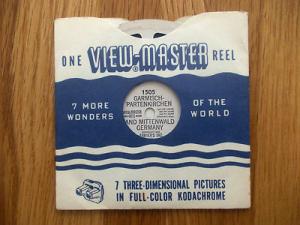 ONE VIEW-MASTER REEL
7 MORE WONDERS OF THE WORLD
1505
GARMISCH-
PARTENKIRCHEN
AND MITTENWALD
GERMANY
7 THREE-DIMENSIONAL PICTURES
IN FULL-COLOR KODACHROME